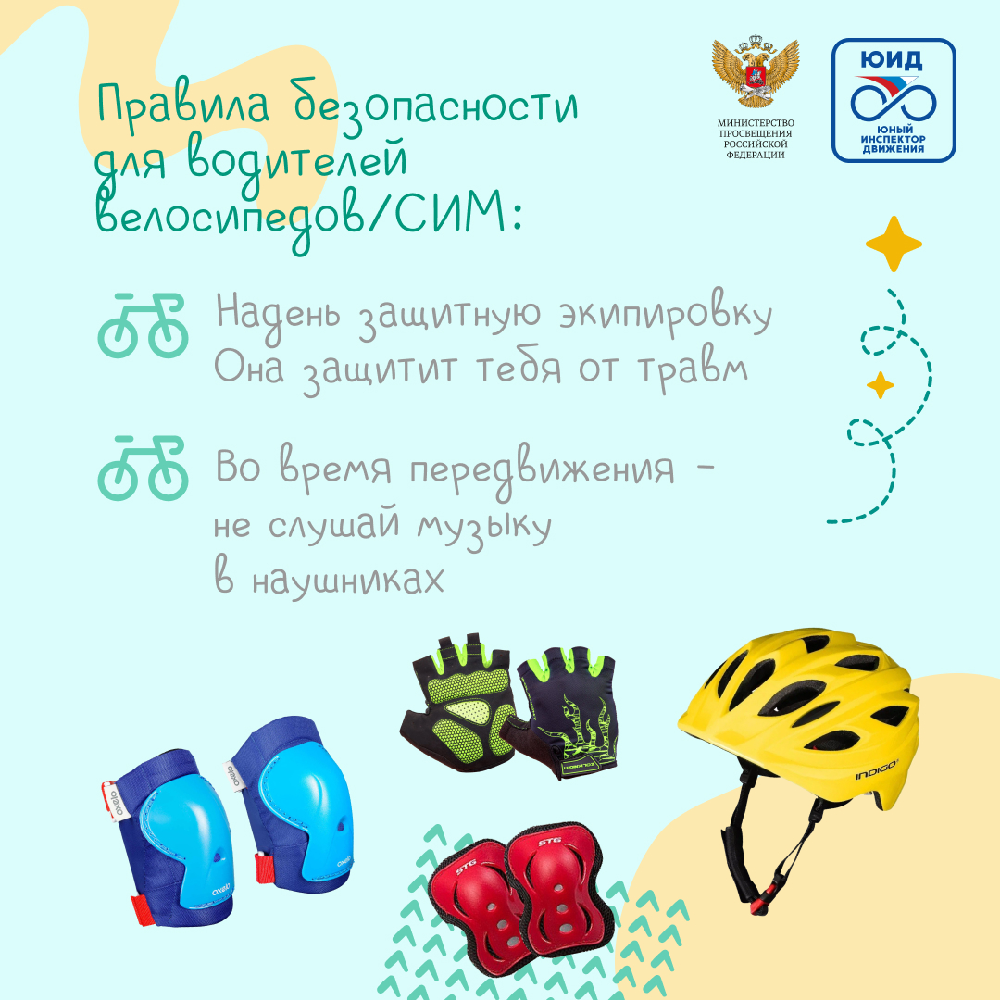 Правила безопасности
для водителей
велосипедов/СИМ:
МИНИСТЕРСТВО
ПРОСВЕЩЕНИЯ
РОССИЙСКОЙ
ФЕДЕРАЦИИ
ЮИД
ЮНЫЙ
ИНСПЕКТОР
ДВИЖЕНИЯ
Надень защитную экипировку
Она защитит тебя от травм
Во время передвижения -
не слушай музыку
в наушниках
INDIGO
oxelo
oxelo
oxelo
oxelo
STG
STG